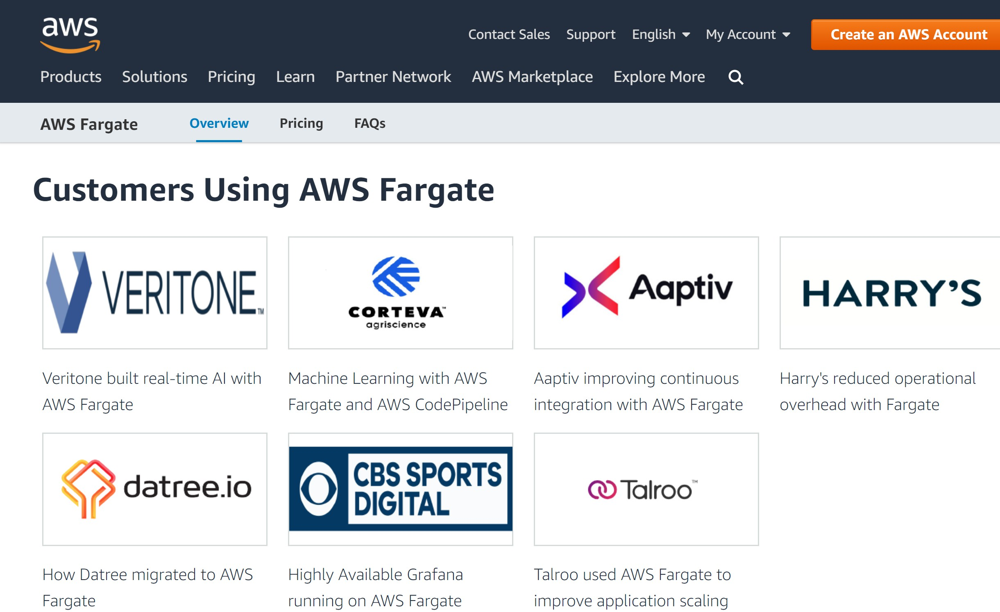 aws
Contact Sales Support English My Account Create an AWS Account
Products Solutions Pricing Learn Partner Network AWS Marketplace Explore More
AWS Fargate Overview Pricing FAQs
Customers Using AWS Fargate
VERITONE™
CORTEVA™
agriscience
Aaptiv
HARRY'S
Veritone built real-time AI with
AWS Fargate
Machine Learning with AWS
Fargate and AWS CodePipeline
Aaptiv improving continuous
integration with AWS Fargate
Harry's reduced operational
overhead with Fargate
datree.io
CBS SPORTS
DIGITAL
Talroo™
How Datree migrated to AWS
Fargate
Highly Available Grafana
running on AWS Fargate
Talroo used AWS Fargate to
improve application scaling